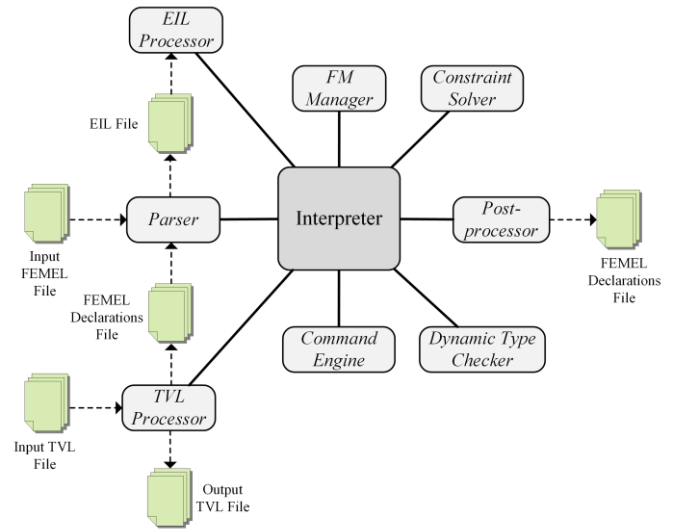 EIL
Processor
FM
Manager
Constraint
Solver
EIL File
Parser
Interpreter
Post-
processor
Input
FEMEL
File
FEMEL
Declarations
File
FEMEL
Declarations
File
Command
Engine
Dynamic Type
Checker
TVL
Processor
Input TVL
File
Output
TVL File